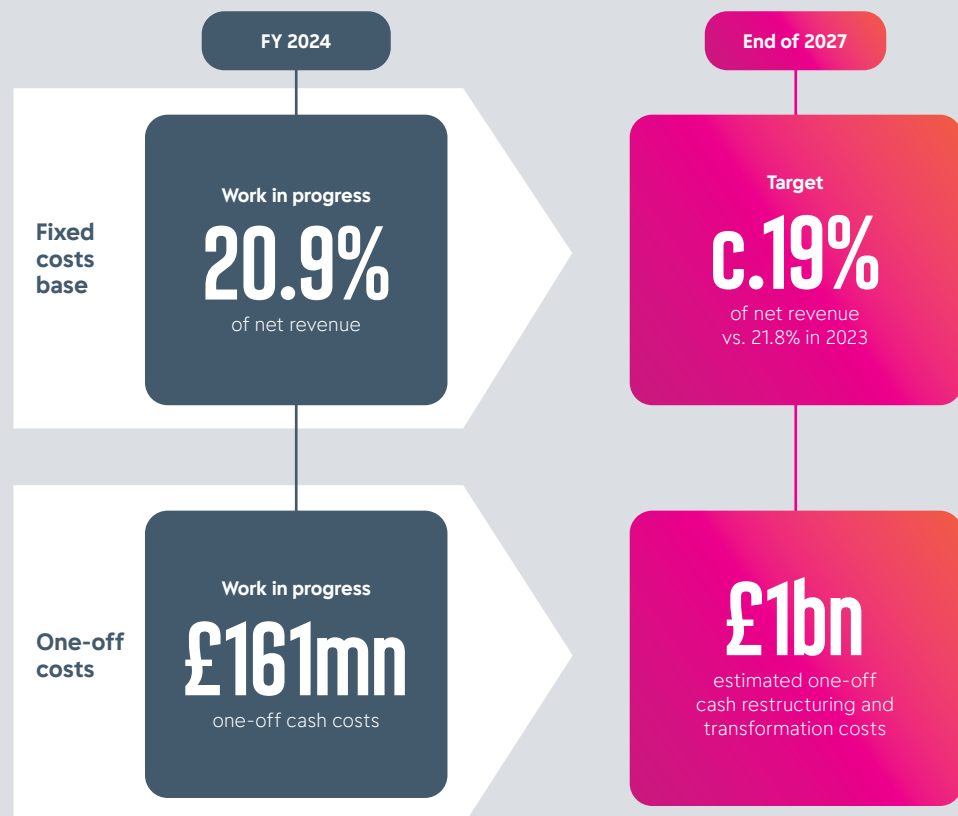 FY 2024
End of 2027
Fixed
costs
base
Work in progress
20.9%
of net revenue
Target
c.19%
of net revenue
vs. 21.8% in 2023
One-off
costs
Work in progress
£161mn
one-off cash costs
£1bn
estimated one-off
cash restructuring and
transformation costs